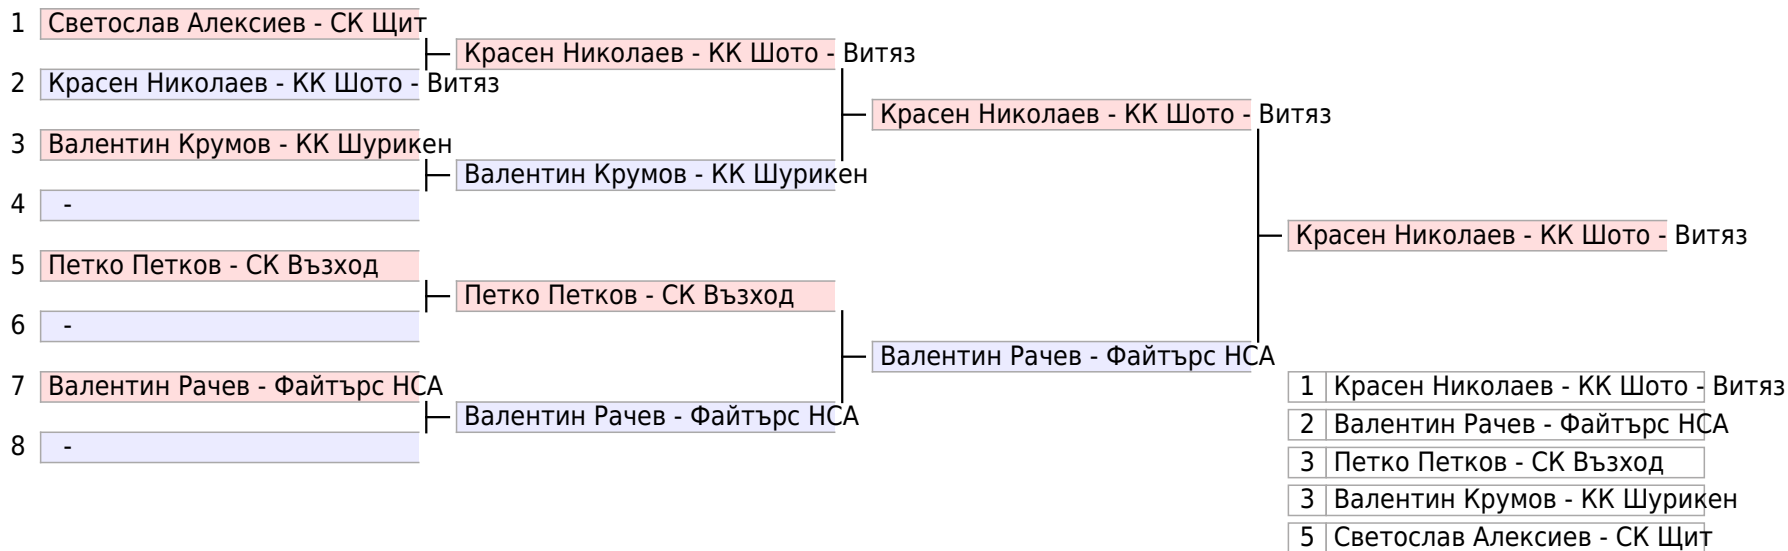 1 Светослав Алексиев - СК Щит
2 Красен Николаев - КК Шото - Витяз
3 Валентин Крумов - КК Шурикен
4 -
5 Петко Петков - СК Възход
6 -
7 Валентин Рачев - Файтърс НСА
8 -
Красен Николаев - КК Шото - Витяз
Валентин Крумов - КК Шурикен
Петко Петков - СК Възход
Валентин Рачев - Файтърс НСА
Красен Николаев - КК Шото - Витяз
Валентин Рачев - Файтърс НСА
Красен Николаев - КК Шото - Витяз
1 Красен Николаев - КК Шото - Витяз
2 Валентин Рачев - Файтърс НСА
3 Петко Петков - СК Възход
3 Валентин Крумов - КК Шурикен
5 Светослав Алексиев - СК Щит